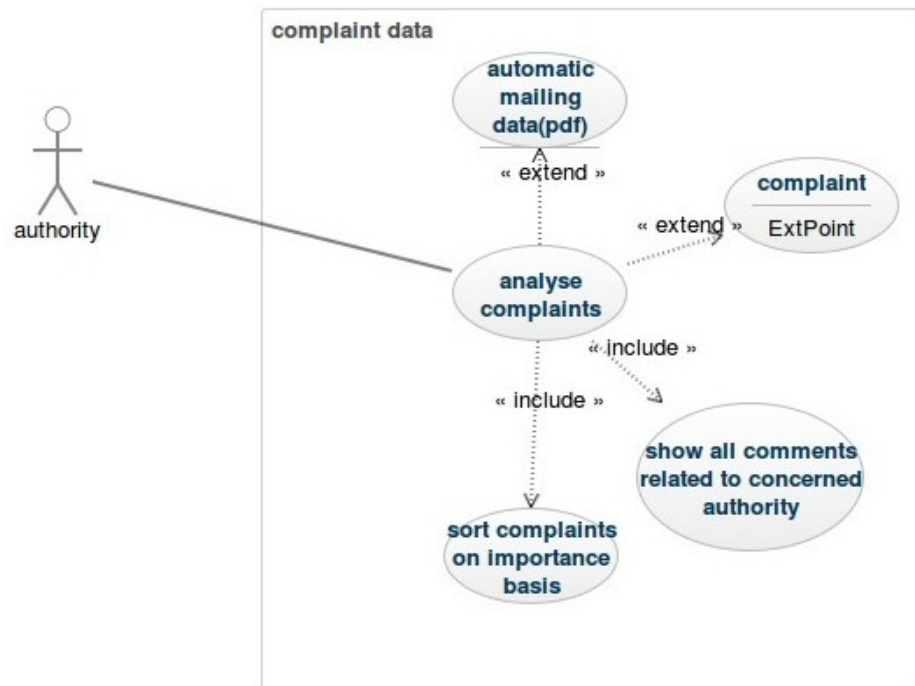 complaint data
automatic
mailing
data(pdf)
« extend »
complaint
« extend »
ExtPoint
authority
analyse
complaints
« include »
« include »
show all comments
related to concerned
authority
sort complaints
on importance
basis